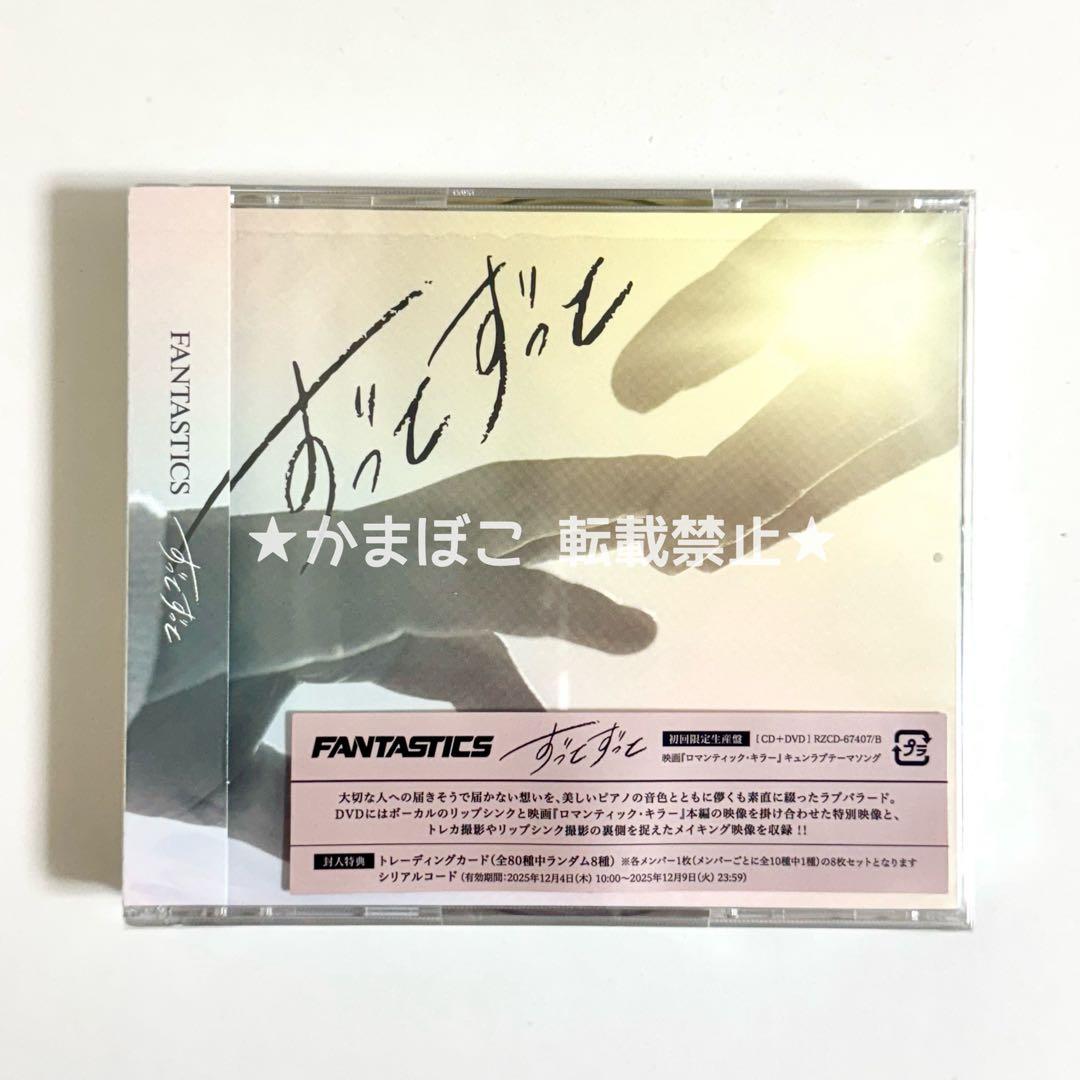 ずっとずっと
FANTASTICS
ずっとずっと
★かまぼこ 転載禁止★
FANTASTICS ずっとずっと 初回限定生産盤 [CD+DVD] RZCD-67407/B
映画『ロマンティック・キラー』キュンラブテーマソング
プラ
大切な人への届きそうで届かない想いを、美しいピアノの音色とともに儚くも素直に綴ったラブバラード。
DVDにはボーカルのリップシンクと映画『ロマンティック・キラー』本編の映像を掛け合わせた特別映像と、
トレカ撮影やリップシンク撮影の裏側を捉えたメイキング映像を収録!!
封入特典 トレーディングカード(全80種中ランダム8種) ※各メンバー1枚(メンバーごとに全10種中1種)の8枚セットとなります
シリアルコード (有効期間:2025年12月4日(木) 10:00~2025年12月9日(火) 23:59)